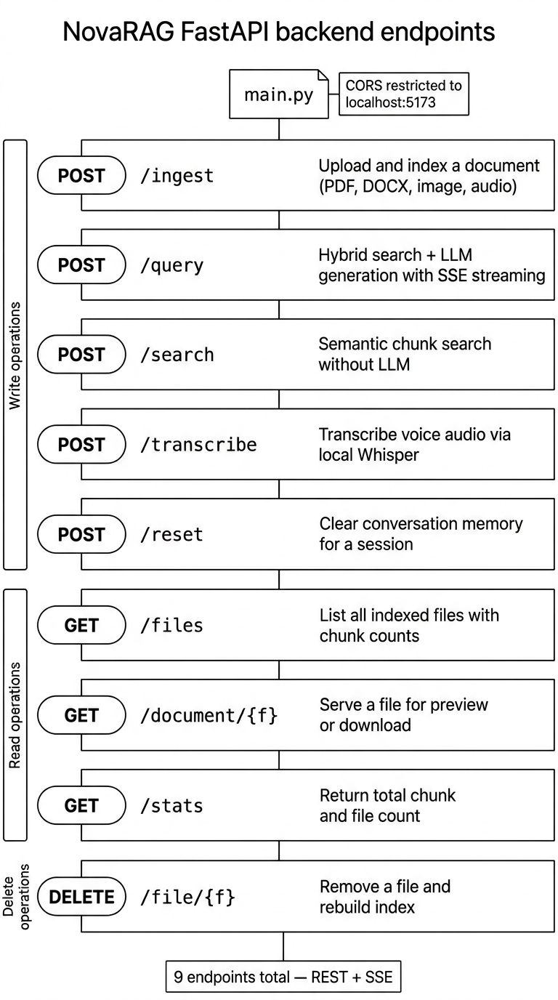 NovaRAG FastAPI backend endpoints
main.py
CORS restricted to
localhost:5173
Write operations
POST
/ingest
Upload and index a document
(PDF, DOCX, image, audio)
POST
/query
Hybrid search + LLM
generation with SSE streaming
POST
/search
Semantic chunk search
without LLM
POST
/transcribe
Transcribe voice audio via
local Whisper
POST
/reset
Clear conversation memory
for a session
Read operations
GET
/files
List all indexed files with
chunk counts
GET
/document/{f}
Serve a file for preview
or download
GET
/stats
Return total chunk
and file count
Delete
operations
DELETE
/file/{f}
Remove a file and
rebuild index
9 endpoints total — REST + SSE